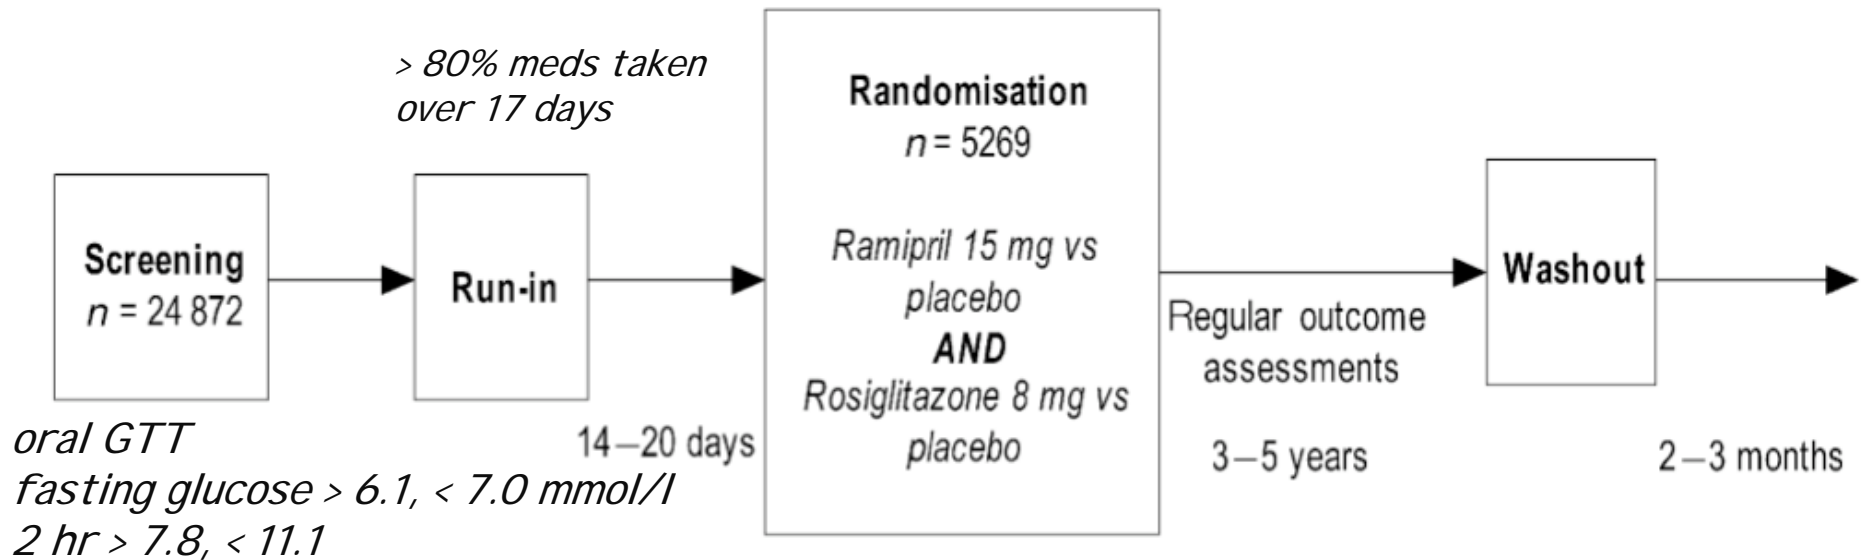 > 80% meds taken
over 17 days
Screening
n = 24 872
Run-in
Randomisation
n = 5269
Ramipril 15 mg vs
placebo
AND
Rosiglitazone 8 mg vs
placebo
Regular outcome
assessments
Washout
oral GTT
fasting glucose > 6.1, < 7.0 mmol/l
2 hr > 7.8, < 11.1
14–20 days
3–5 years
2–3 months